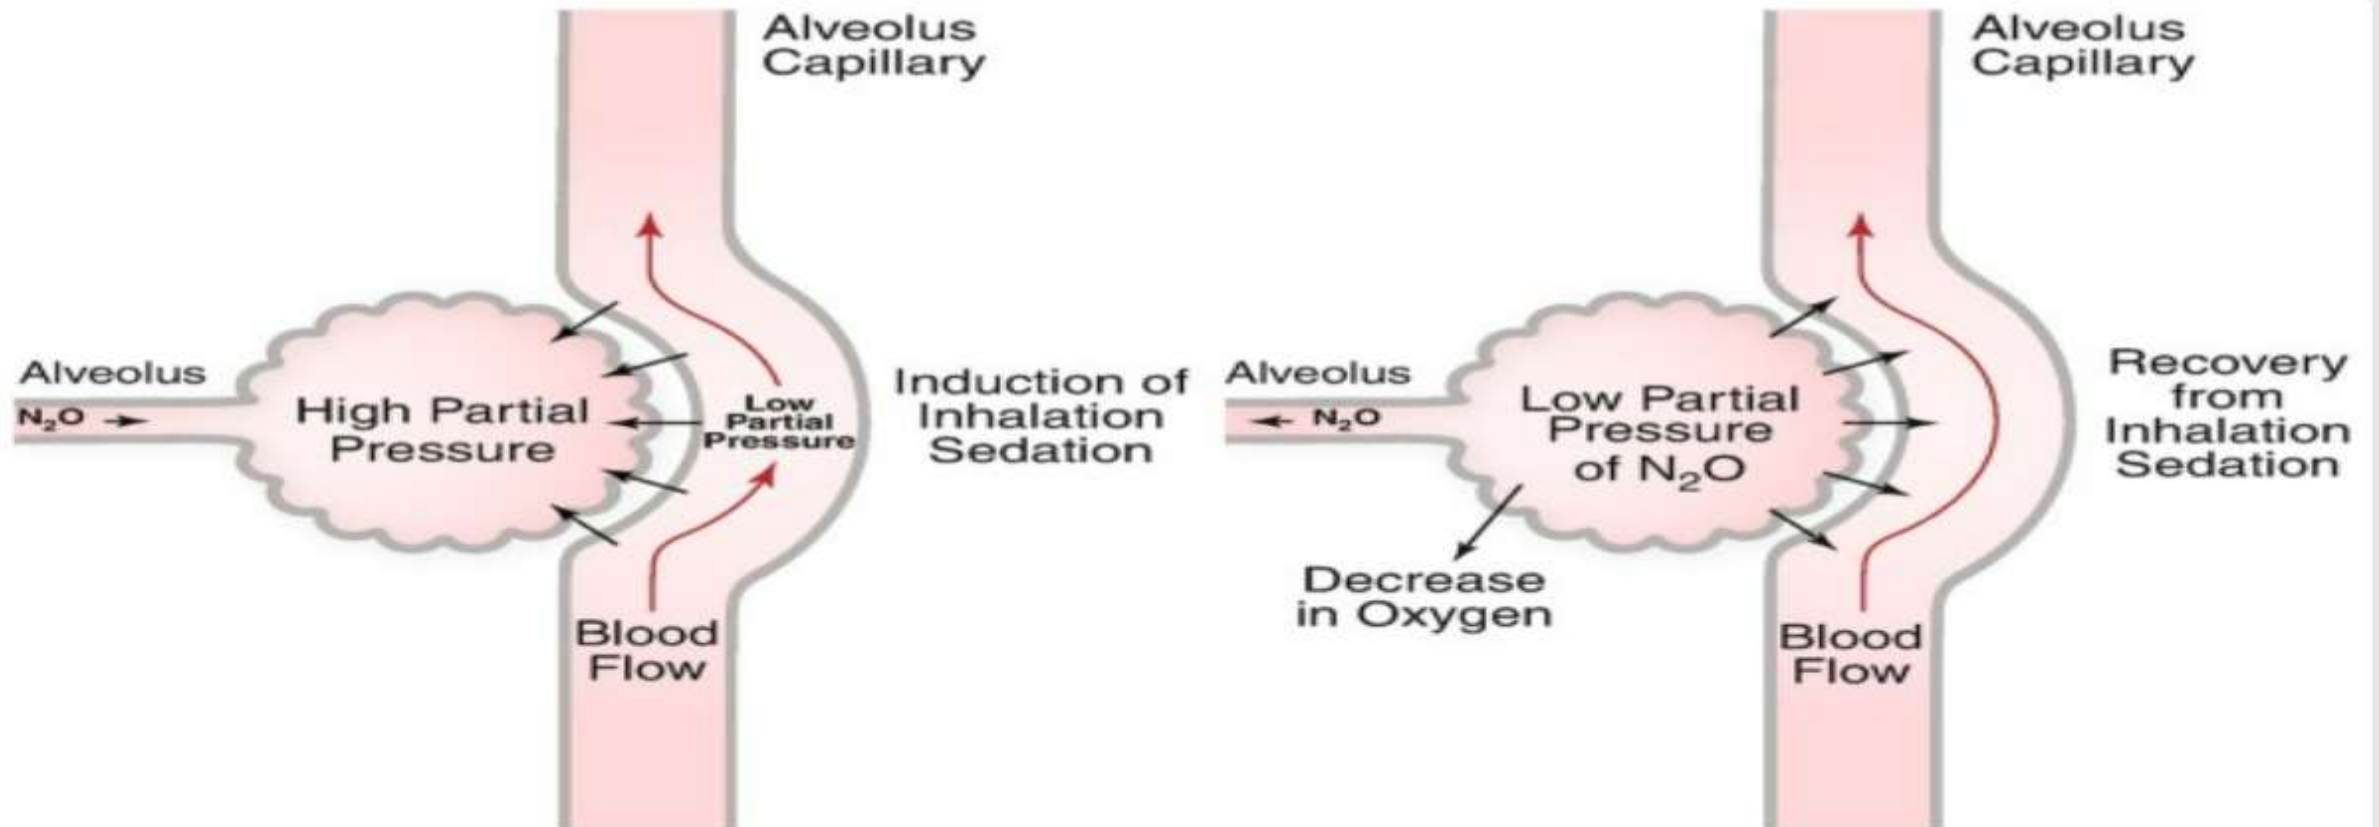 Alveolus
Capillary
Alveolus
N₂O →
High Partial
Pressure
Low
Partial
Pressure
Induction of
Inhalation
Sedation
Blood
Flow
Alveolus
Capillary
Alveolus
← N₂O
Low Partial
Pressure
of N₂O
Recovery
from
Inhalation
Sedation
Decrease
in Oxygen
Blood
Flow